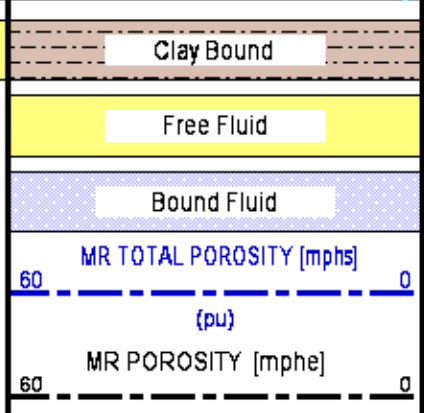 Clay Bound
Free Fluid
Bound Fluid
MR TOTAL POROSITY [mphs]
60 0
(pu)
MR POROSITY [mphe]
60 0